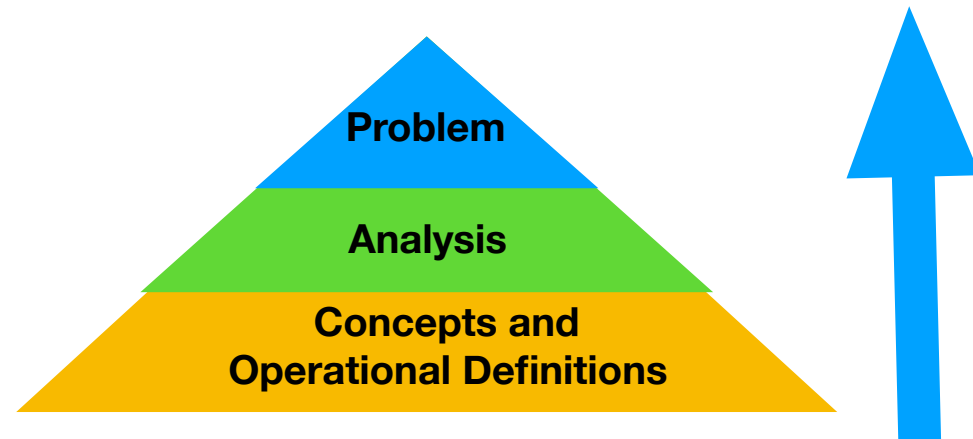 Problem
Analysis
Concepts and
Operational Definitions